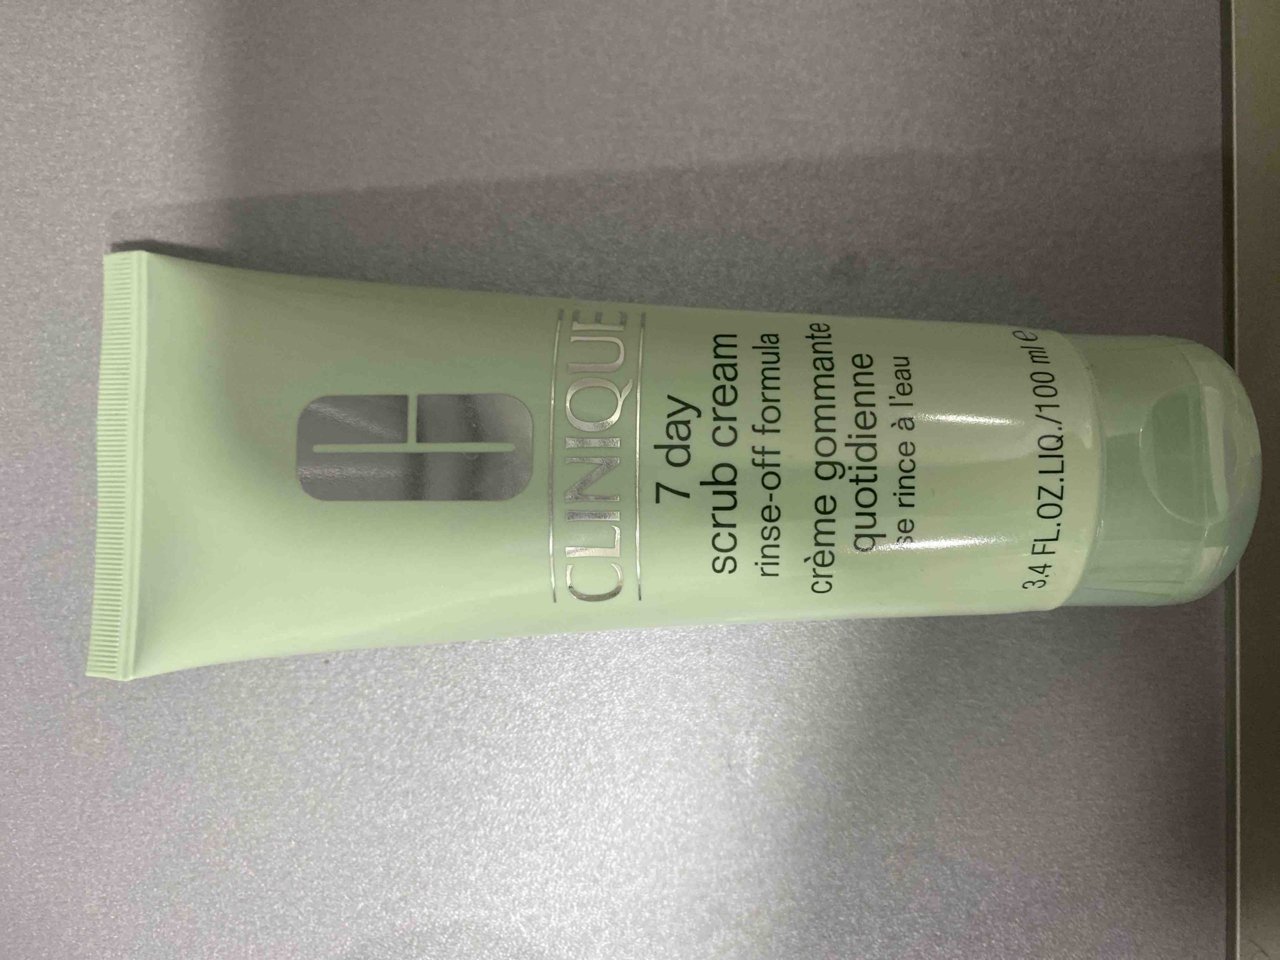 CLINIQUE
7 day
scrub cream
rinse-off formula
crème gommante
quotidienne
se rince à l'eau
3.4 FL.OZ.LIQ./100 ml ℮